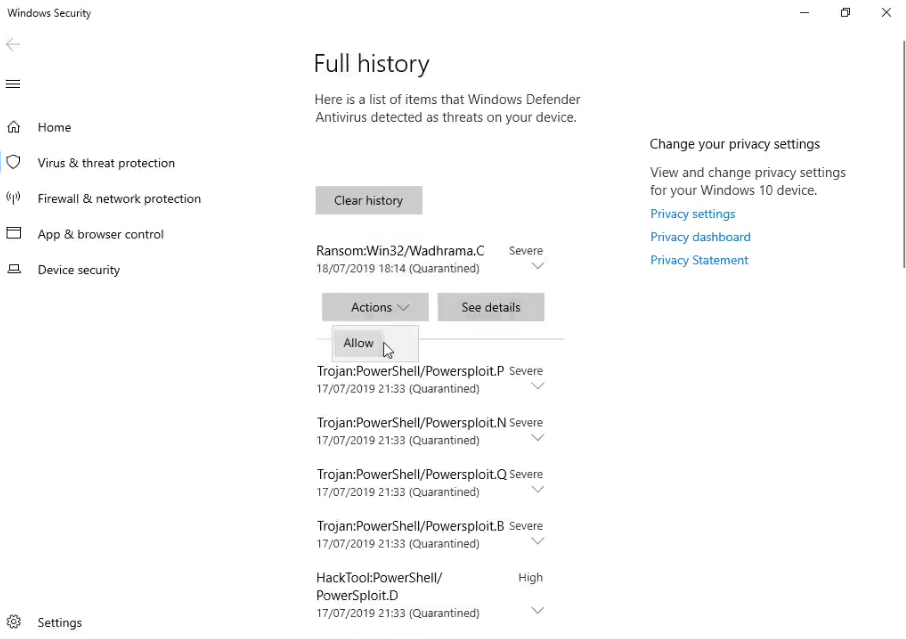 Windows Security
Home
Virus & threat protection
Firewall & network protection
App & browser control
Device security
Settings
Full history
Here is a list of items that Windows Defender
Antivirus detected as threats on your device.
Clear history
Ransom:Win32/Wadhrama.C Severe
18/07/2019 18:14 (Quarantined)
Actions See details
Allow
Trojan:PowerShell/Powersploit.P Severe
17/07/2019 21:33 (Quarantined)
Trojan:PowerShell/Powersploit.N Severe
17/07/2019 21:33 (Quarantined)
Trojan:PowerShell/Powersploit.Q Severe
17/07/2019 21:33 (Quarantined)
Trojan:PowerShell/Powersploit.B Severe
17/07/2019 21:33 (Quarantined)
HackTool:PowerShell/ High
PowerSploit.D
17/07/2019 21:33 (Quarantined)
Change your privacy settings
View and change privacy settings
for your Windows 10 device.
Privacy settings
Privacy dashboard
Privacy Statement